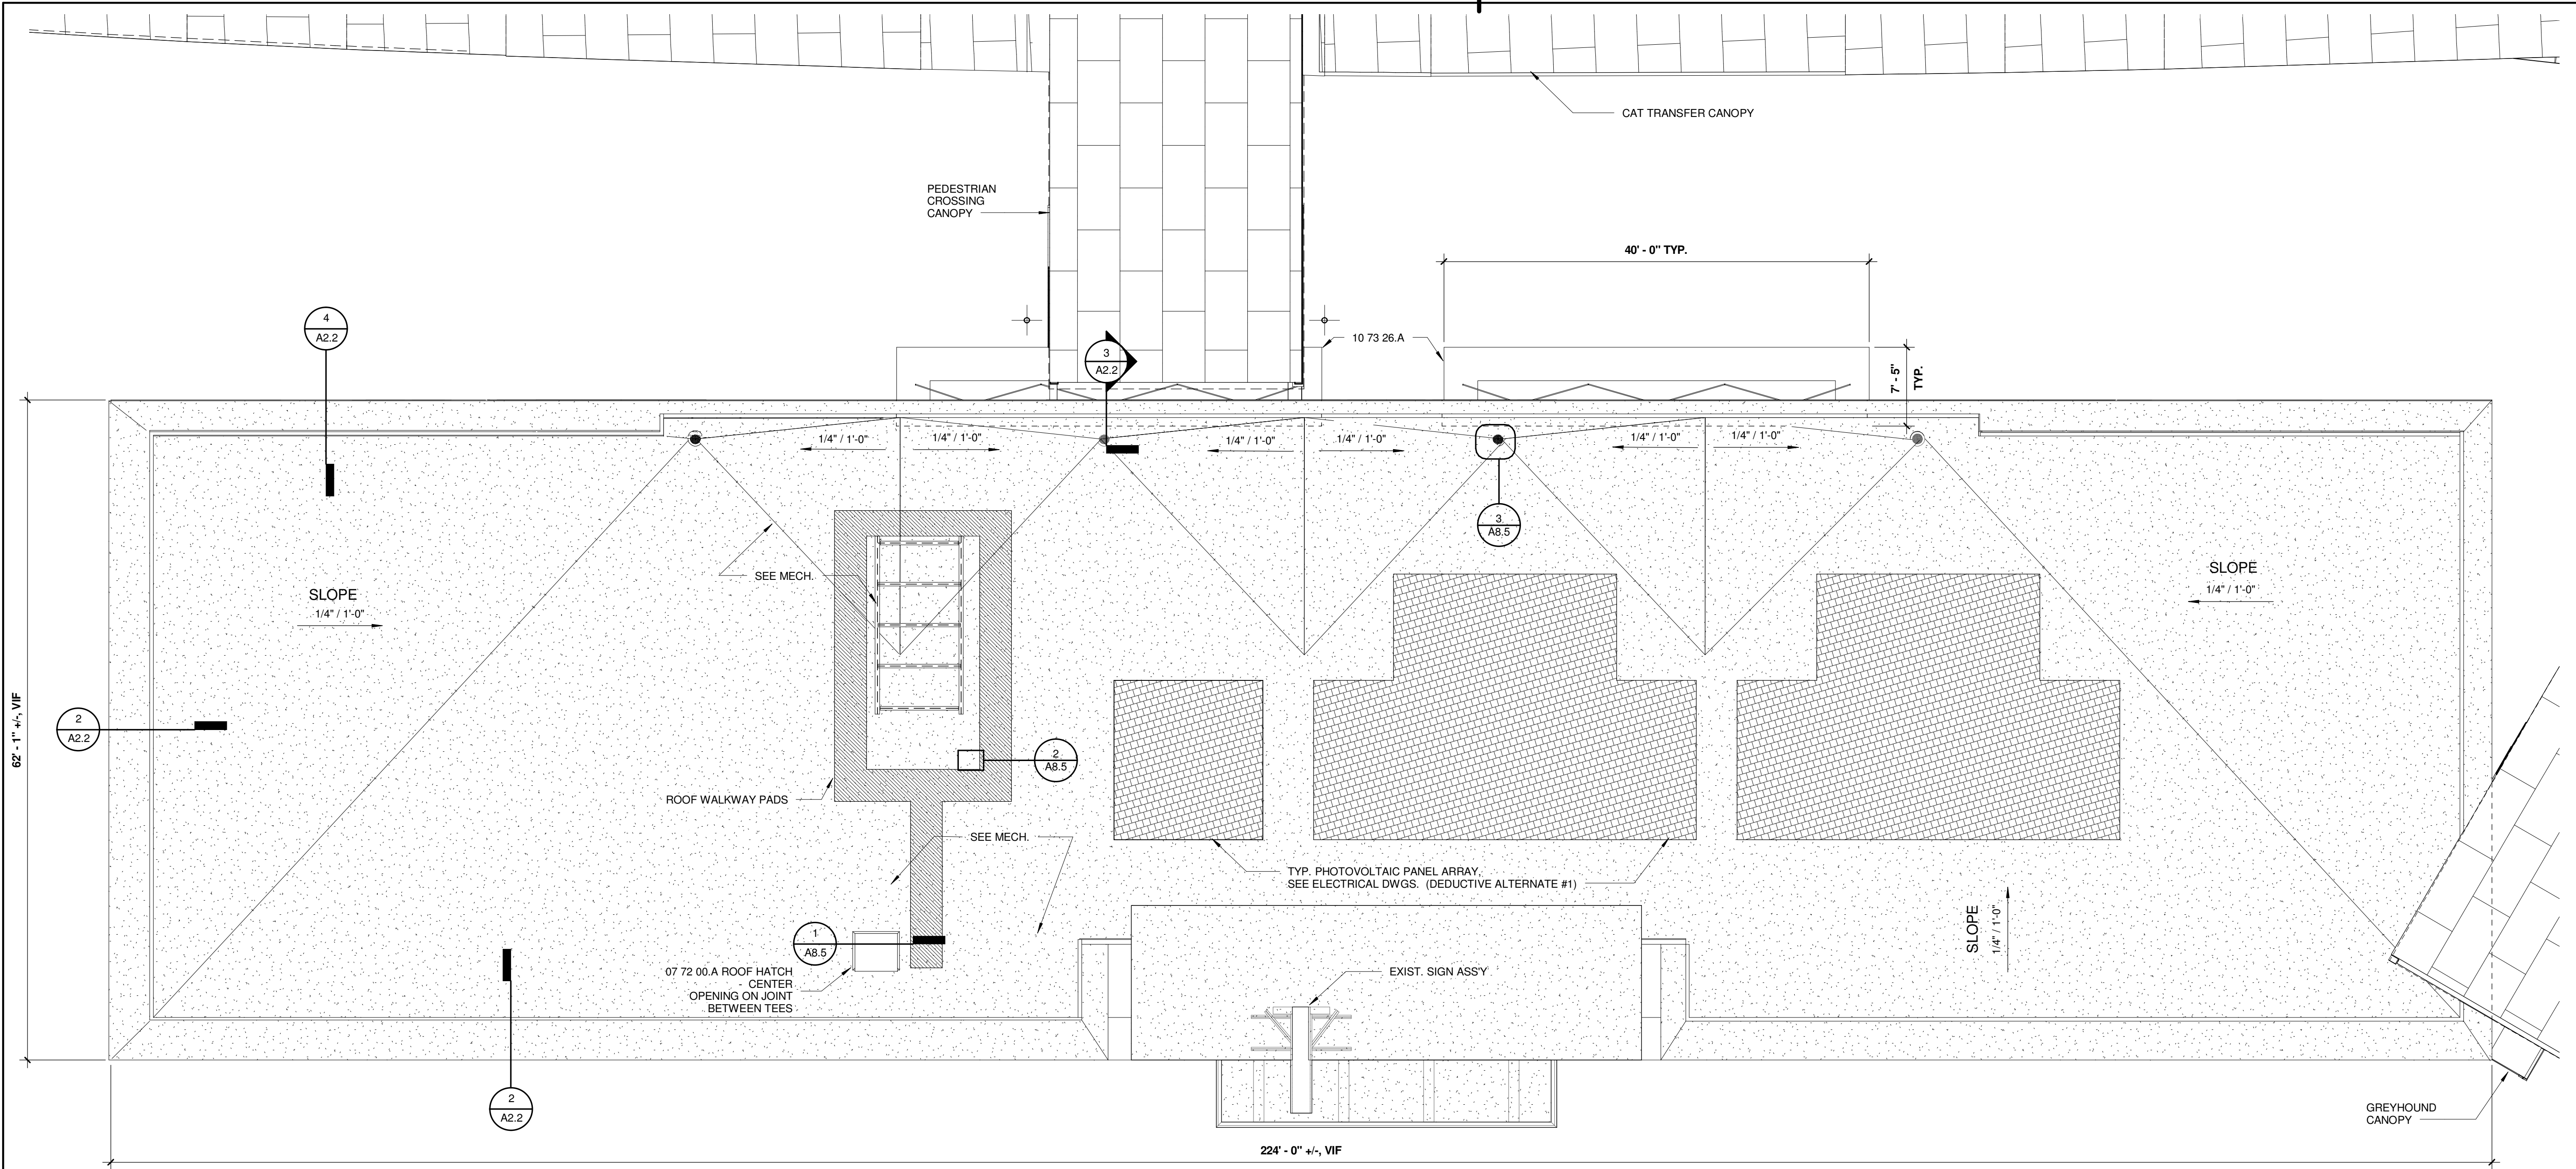 CAT TRANSFER CANOPY
PEDESTRIAN
CROSSING
CANOPY
40' - 0" TYP.
10 73 26.A
7' - 5"
TYP.
4
A2.2
3
A2.2
1/4" / 1'-0"
1/4" / 1'-0"
1/4" / 1'-0"
1/4" / 1'-0"
1/4" / 1'-0"
1/4" / 1'-0"
3
A8.5
SEE MECH.
SLOPE
1/4" / 1'-0"
SLOPE
1/4" / 1'-0"
62' - 1" +/-, VIF
2
A2.2
2
A8.5
ROOF WALKWAY PADS
SEE MECH.
TYP. PHOTOVOLTAIC PANEL ARRAY,
SEE ELECTRICAL DWGS. (DEDUCTIVE ALTERNATE #1)
1
A8.5
SLOPE
1/4" / 1'-0"
07 72 00.A ROOF HATCH
- CENTER
OPENING ON JOINT
BETWEEN TEES
EXIST. SIGN ASS'Y
2
A2.2
GREYHOUND
CANOPY
224' - 0" +/-, VIF